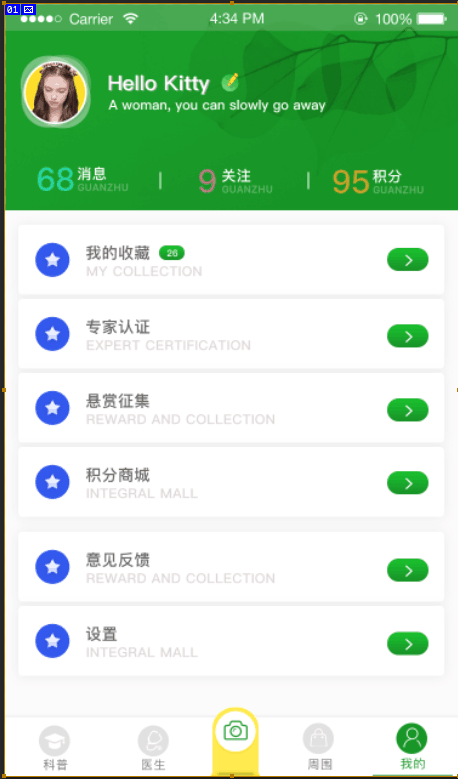 01
Carrier 4:34 PM 100%
Hello Kitty
A woman, you can slowly go away
68 消息 9 关注 95 积分
GUANZHU GUANZHU GUANZHU
我的收藏 26
MY COLLECTION
专家认证
EXPERT CERTIFICATION
悬赏征集
REWARD AND COLLECTION
积分商城
INTEGRAL MALL
意见反馈
REWARD AND COLLECTION
设置
INTEGRAL MALL
科普 医生 周围 我的